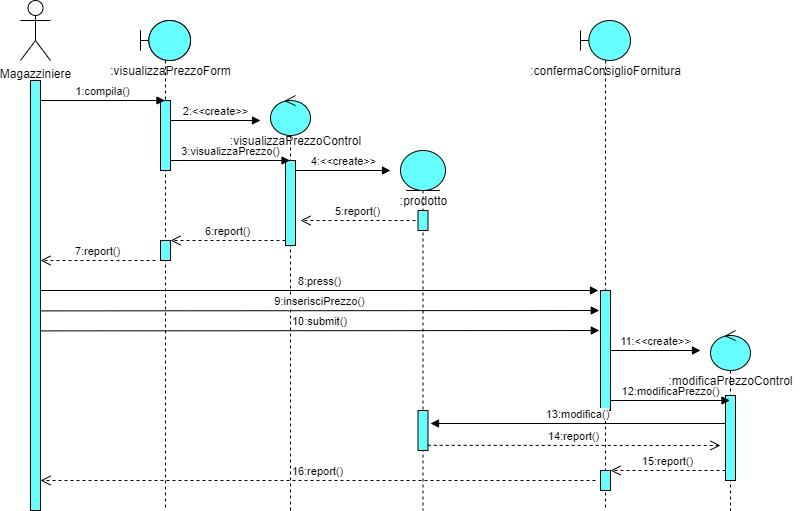 Magazziniere
:visualizzaPrezzoForm
:confermaConsiglioFornitura
1:compila()
2:<<create>>
:visualizzaPrezzoControl
3:visualizzaPrezzo()
4:<<create>>
:prodotto
5:report()
6:report()
7:report()
8:press()
9:inserisciPrezzo()
10:submit()
11:<<create>>
:modificaPrezzoControl
12:modificaPrezzo()
13:modifica()
14:report()
15:report()
16:report()